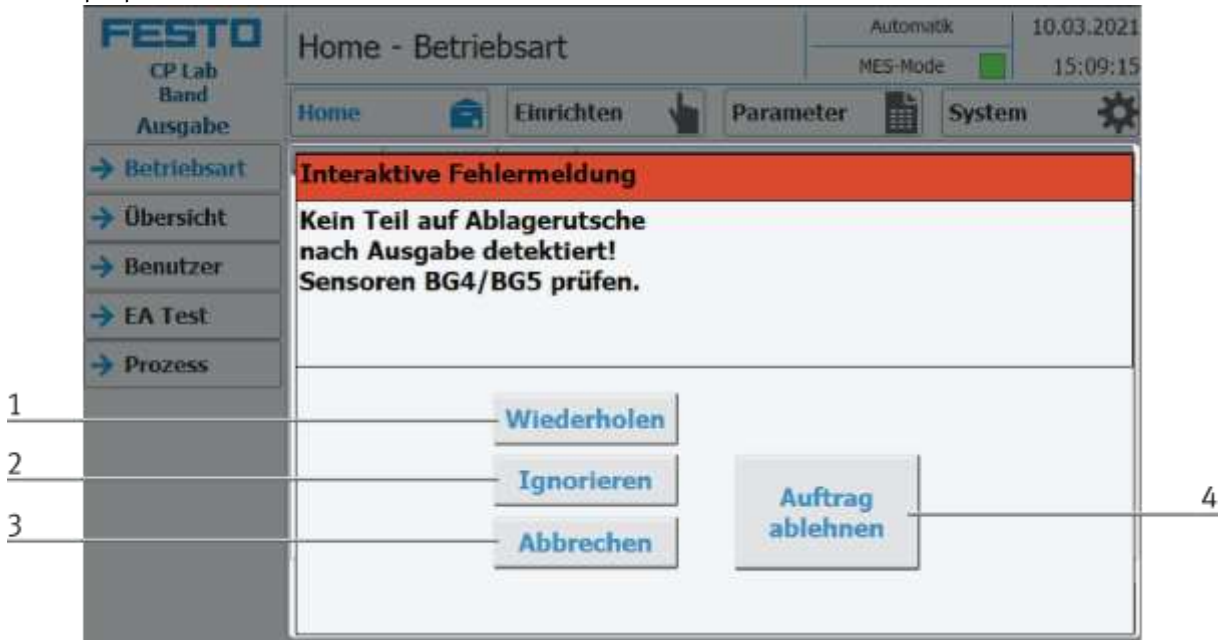 FESTO
CP Lab
Band
Ausgabe
Home - Betriebsart
Automatik
MES-Mode
10.03.2021
15:09:15
Home
Einrichten
Parameter
System
Betriebsart
Übersicht
Benutzer
EA Test
Prozess
Interaktive Fehlermeldung
Kein Teil auf Ablagerutsche
nach Ausgabe detektiert!
Sensoren BG4/BG5 prüfen.
1
Wiederholen
2
Ignorieren
3
Abbrechen
Auftrag
ablehnen
4